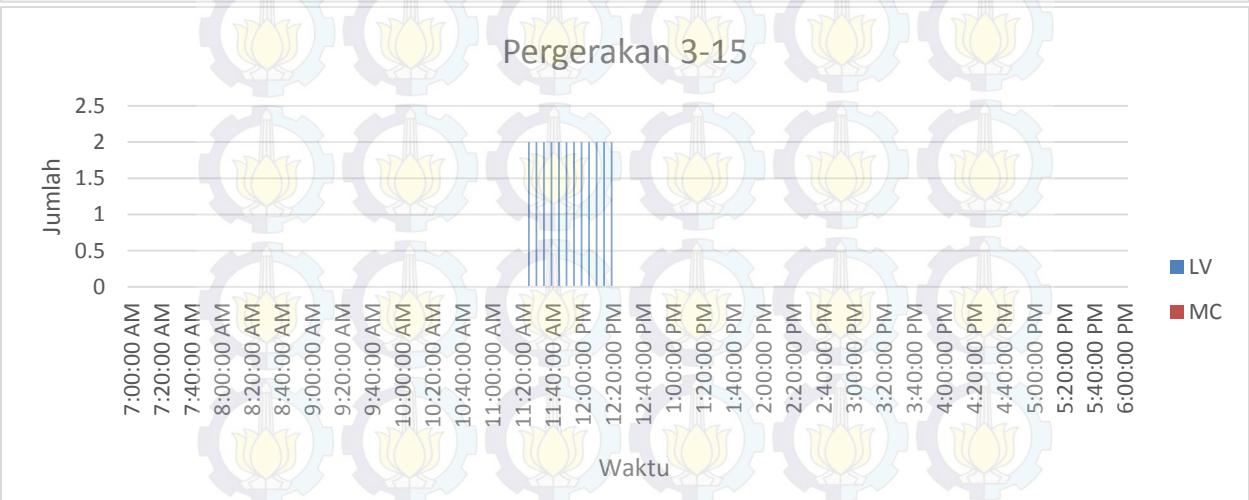 Pergerakan 3-15
Jumlah
2.5
2
1.5
1
0.5
0
7:00:00 AM
7:20:00 AM
7:40:00 AM
8:00:00 AM
8:20:00 AM
8:40:00 AM
9:00:00 AM
9:20:00 AM
9:40:00 AM
10:00:00 AM
10:20:00 AM
10:40:00 AM
11:00:00 AM
11:20:00 AM
11:40:00 AM
12:00:00 PM
12:20:00 PM
12:40:00 PM
1:00:00 PM
1:20:00 PM
1:40:00 PM
2:00:00 PM
2:20:00 PM
2:40:00 PM
3:00:00 PM
3:20:00 PM
3:40:00 PM
4:00:00 PM
4:20:00 PM
4:40:00 PM
5:00:00 PM
5:20:00 PM
5:40:00 PM
6:00:00 PM
Waktu
LV
MC